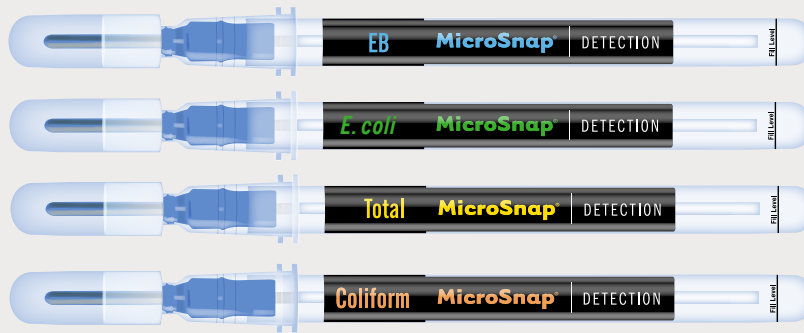 EB MicroSnap® DETECTION Fill Level
E. coli MicroSnap® DETECTION Fill Level
Total MicroSnap® DETECTION Fill Level
Coliform MicroSnap® DETECTION Fill Level